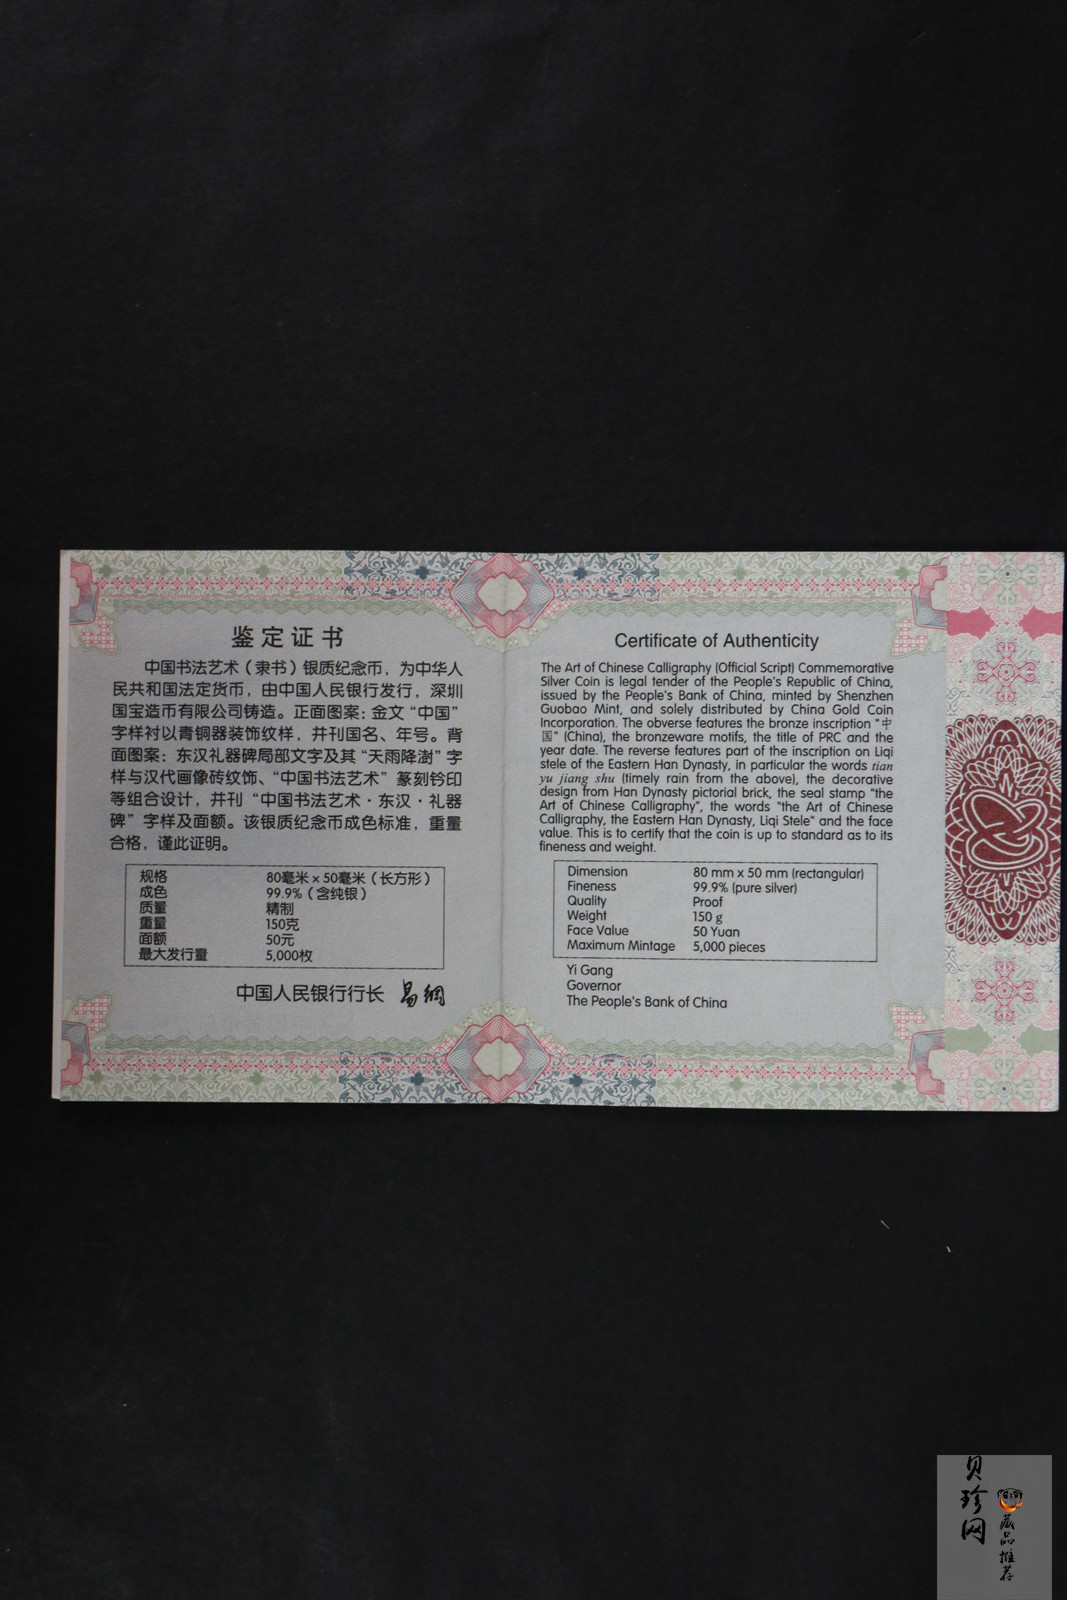 鉴定证书
中国书法艺术（隶书）银质纪念币，为中华人
民共和国法定货币，由中国人民银行发行，深圳
国宝造币有限公司铸造。正面图案：金文“中国”
字样衬以青铜器装饰纹样，并刊国名、年号。背
面图案：东汉礼器碑局部文字及其“天雨降澍”字
样与汉代画像砖纹饰、“中国书法艺术”篆刻钤印
等组合设计，并刊“中国书法艺术·东汉·礼器
碑”字样及面额。该银质纪念币成色标准，重量
合格，谨此证明。
规格 80毫米×50毫米（长方形）
成色 99.9%（含纯银）
质量 精制
重量 150克
面额 50元
最大发行量 5,000枚
中国人民银行行长 易纲
Certificate of Authenticity
The Art of Chinese Calligraphy (Official Script) Commemorative
Silver Coin is legal tender of the People's Republic of China,
issued by the People's Bank of China, minted by Shenzhen
Guobao Mint, and solely distributed by China Gold Coin
Incorporation. The obverse features the bronze inscription "中
国" (China), the bronzeware motifs, the title of PRC and the
year date. The reverse features part of the inscription on Liqi
stele of the Eastern Han Dynasty, in particular the words tian
yu jiang shu (timely rain from the above), the decorative
design from Han Dynasty pictorial brick, the seal stamp "the
Art of Chinese Calligraphy", the words "the Art of Chinese
Calligraphy, the Eastern Han Dynasty, Liqi Stele" and the face
value. This is to certify that the coin is up to standard as to its
fineness and weight.
Dimension 80 mm x 50 mm (rectangular)
Fineness 99.9% (pure silver)
Quality Proof
Weight 150 g
Face Value 50 Yuan
Maximum Mintage 5,000 pieces
Yi Gang
Governor
The People's Bank of China
贝珍网
藏品推荐